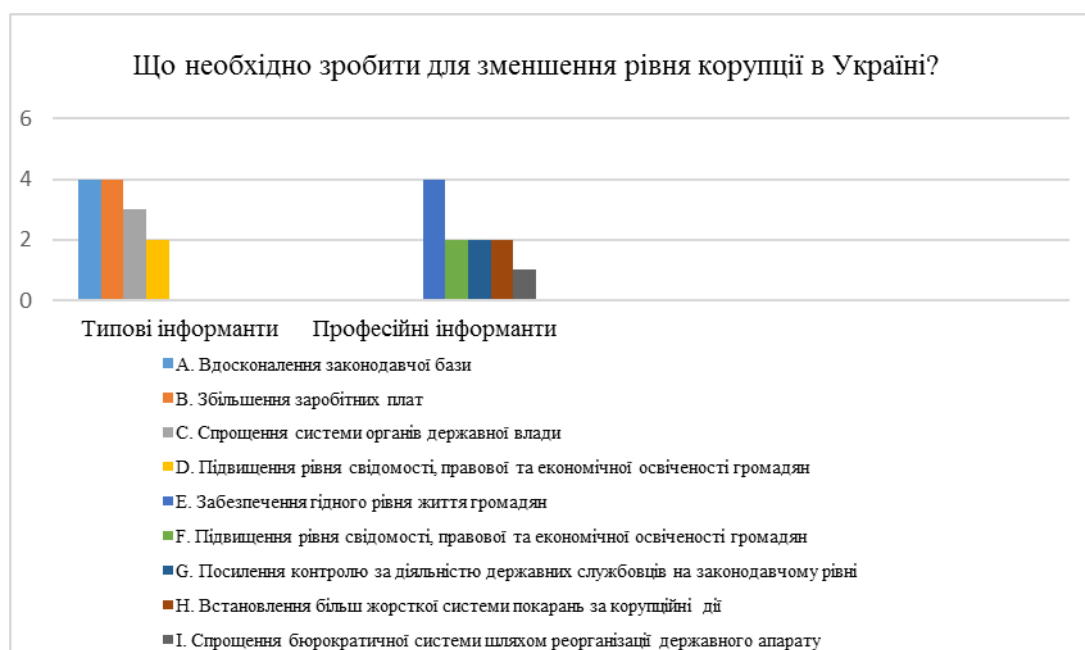 Що необхідно зробити для зменшення рівня корупції в Україні?
6
4
2
0
Типові інформанти Професійні інформанти
A. Вдосконалення законодавчої бази
B. Збільшення заробітних плат
C. Спрощення системи органів державної влади
D. Підвищення рівня свідомості, правової та економічної освіченості громадян
E. Забезпечення гідного рівня життя громадян
F. Підвищення рівня свідомості, правової та економічної освіченості громадян
G. Посилення контролю за діяльністю державних службовців на законодавчому рівні
H. Встановлення більш жорсткої системи покарань за корупційні дії
I. Спрощення бюрократичної системи шляхом реорганізації державного апарату